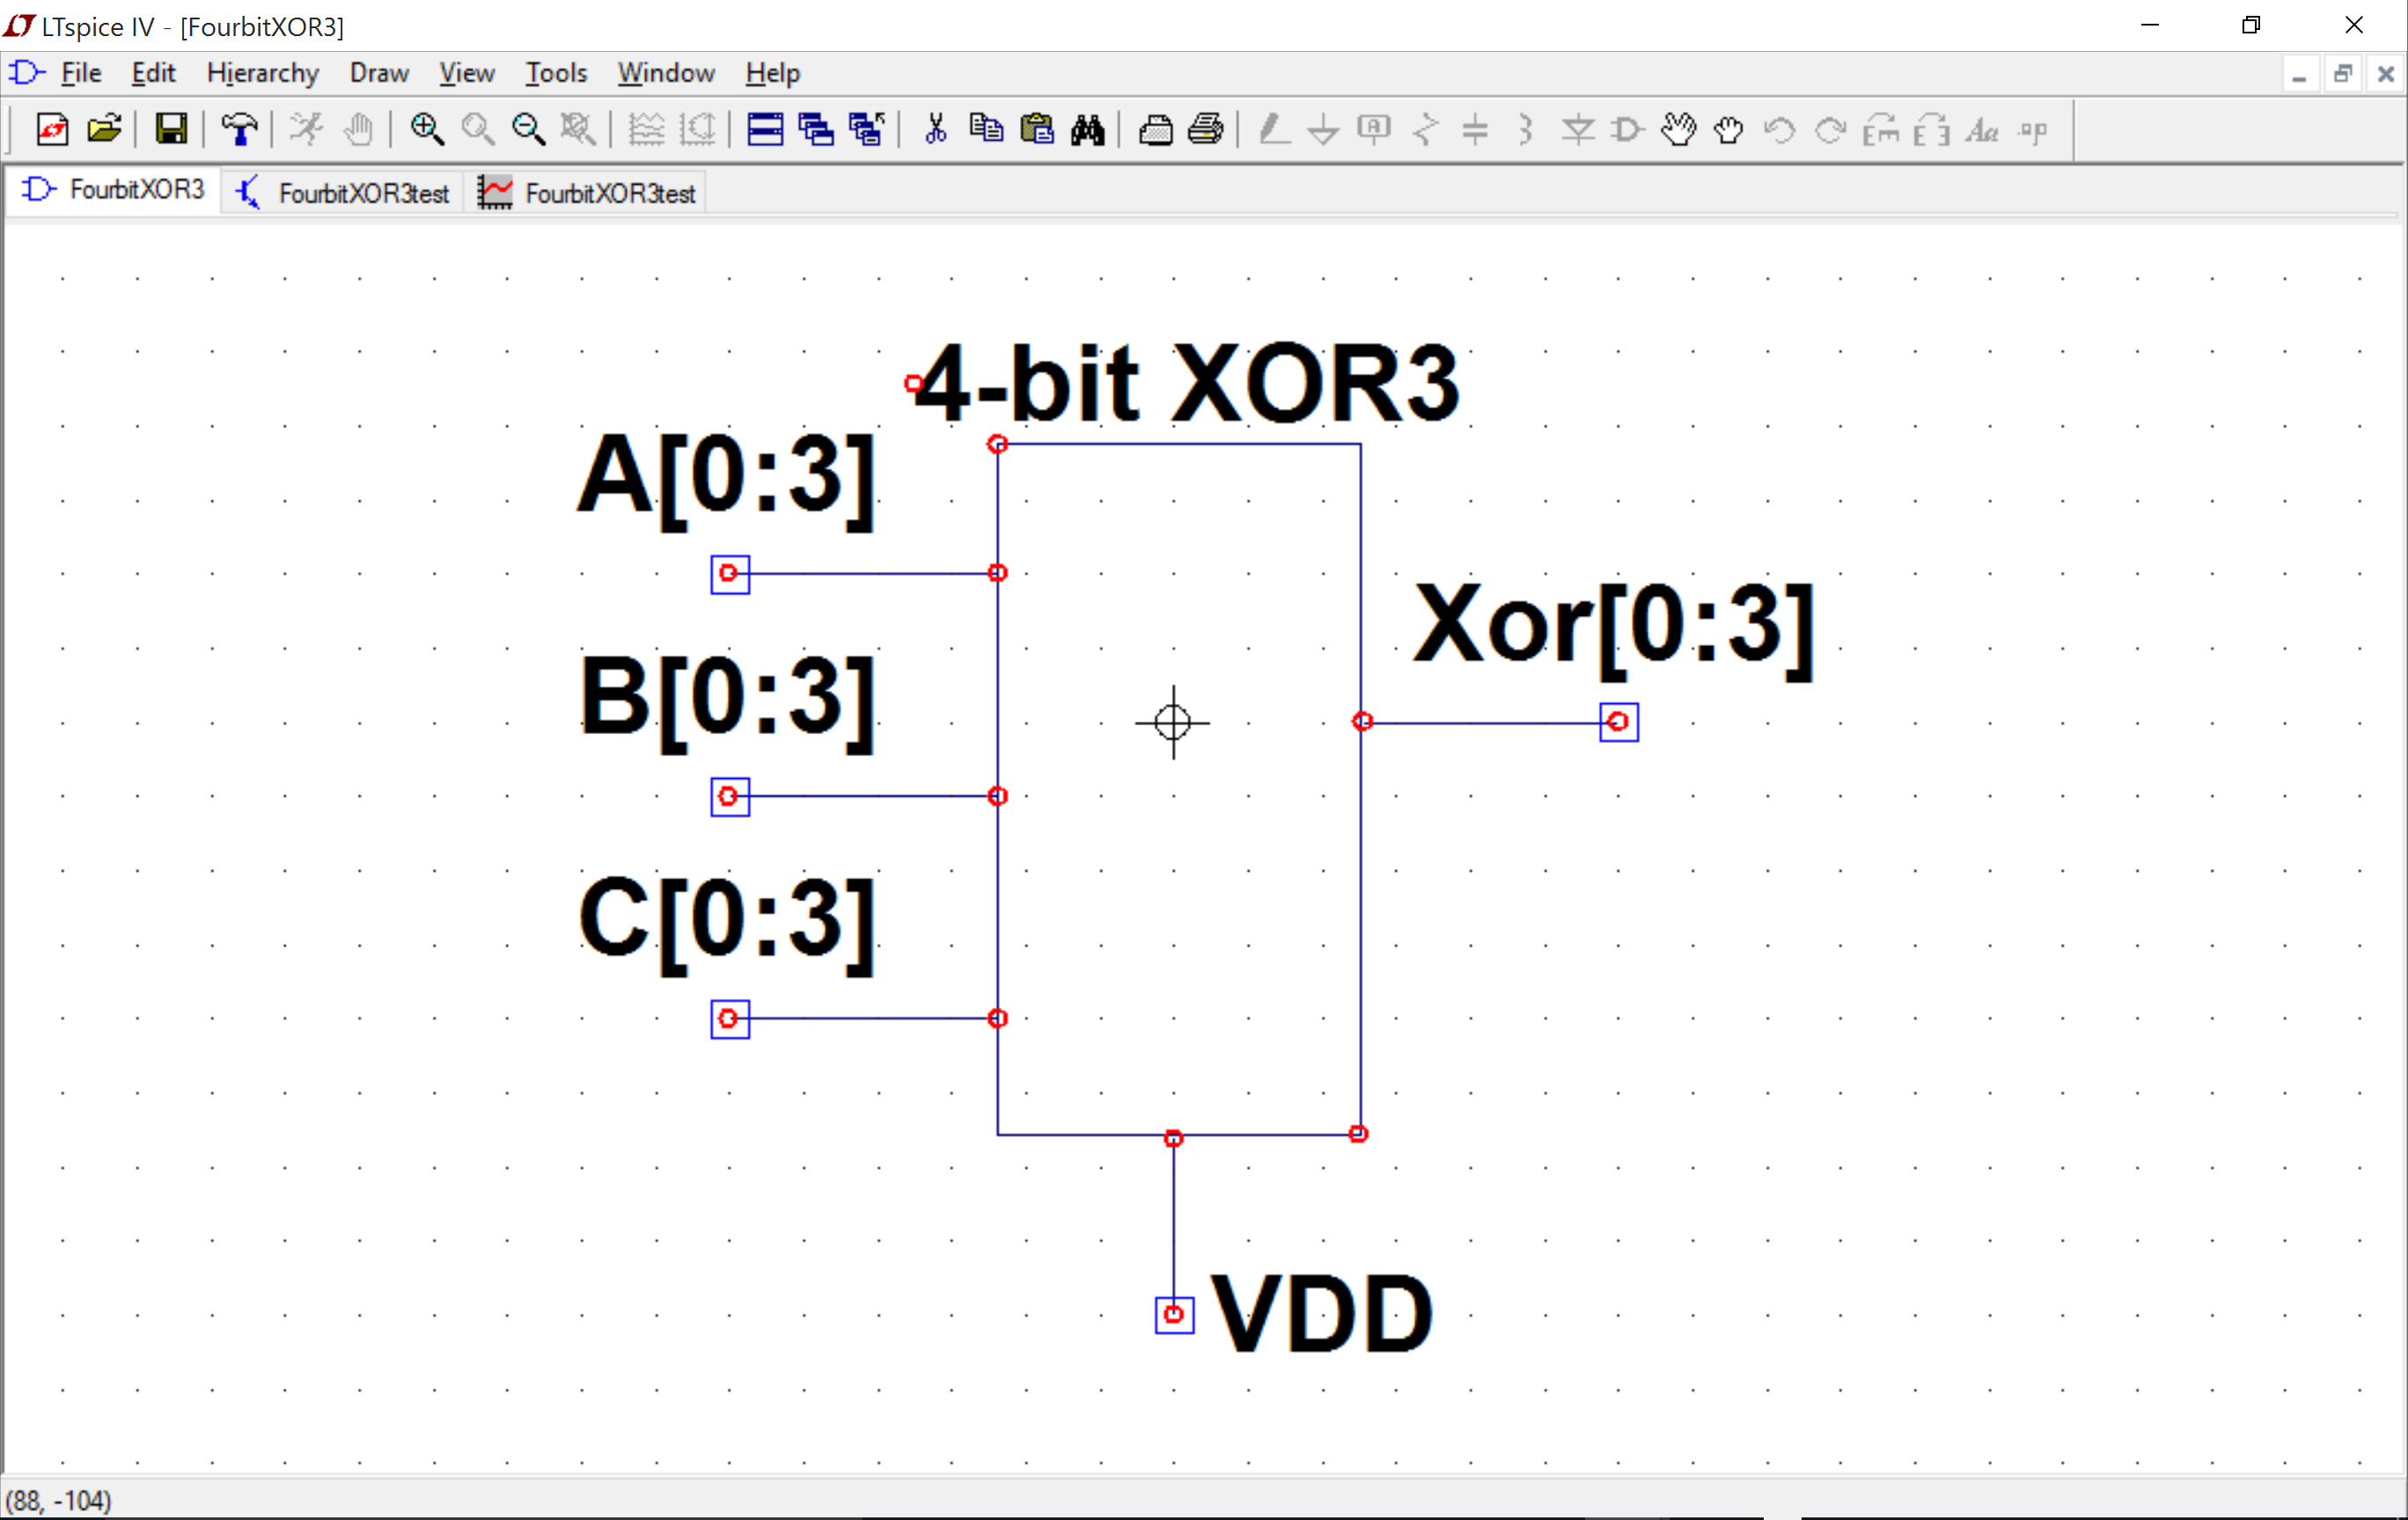 LTspice IV - [FourbitXOR3]
File Edit Hierarchy Draw View Tools Window Help
FourbitXOR3 FourbitXOR3test FourbitXOR3test
4-bit XOR3
A[0:3]
Xor[0:3]
B[0:3]
C[0:3]
VDD
(88, -104)